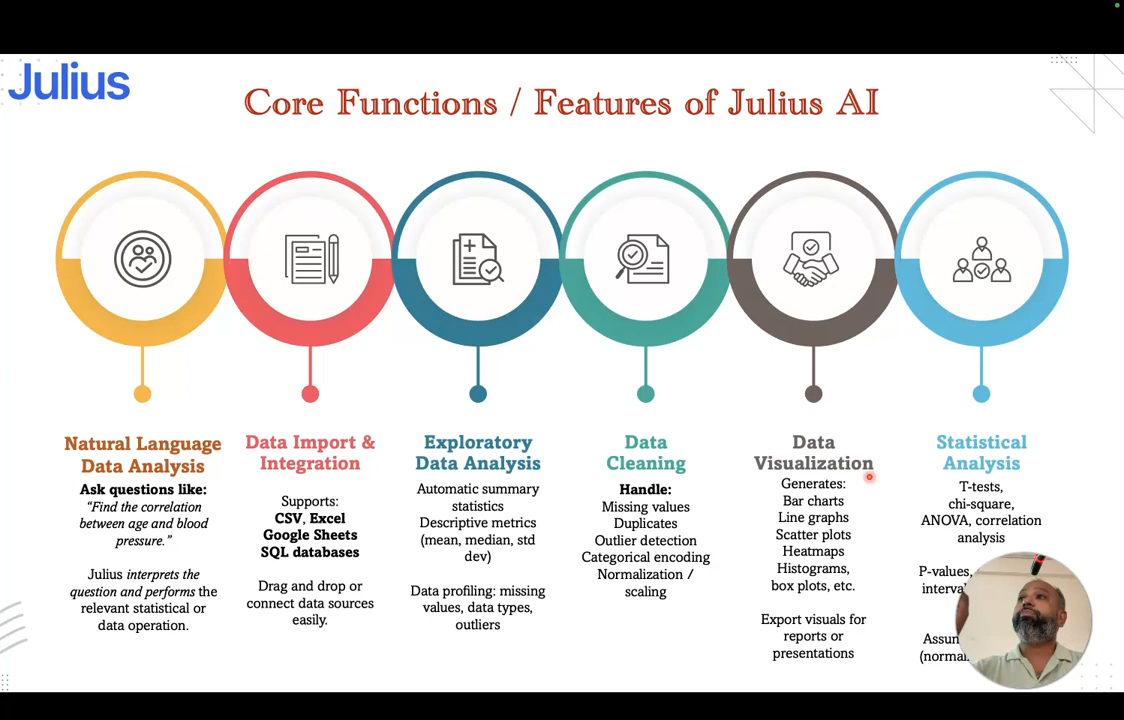 Julius
Core Functions / Features of Julius AI
Natural Language
Data Analysis
Ask questions like:
“Find the correlation
between age and blood
pressure.”
Julius interprets the
question and performs the
relevant statistical or
data operation.
Data Import &
Integration
Supports:
CSV, Excel
Google Sheets
SQL databases
Drag and drop or
connect data sources
easily.
Exploratory
Data Analysis
Automatic summary
statistics
Descriptive metrics
(mean, median, std
dev)
Data profiling: missing
values, data types,
outliers
Data
Cleaning
Handle:
Missing values
Duplicates
Outlier detection
Categorical encoding
Normalization /
scaling
Data
Visualization
Generates:
Bar charts
Line graphs
Scatter plots
Heatmaps
Histograms,
box plots, etc.
Export visuals for
reports or
presentations
Statistical
Analysis
T-tests,
chi-square,
ANOVA, correlation
analysis
P-values,